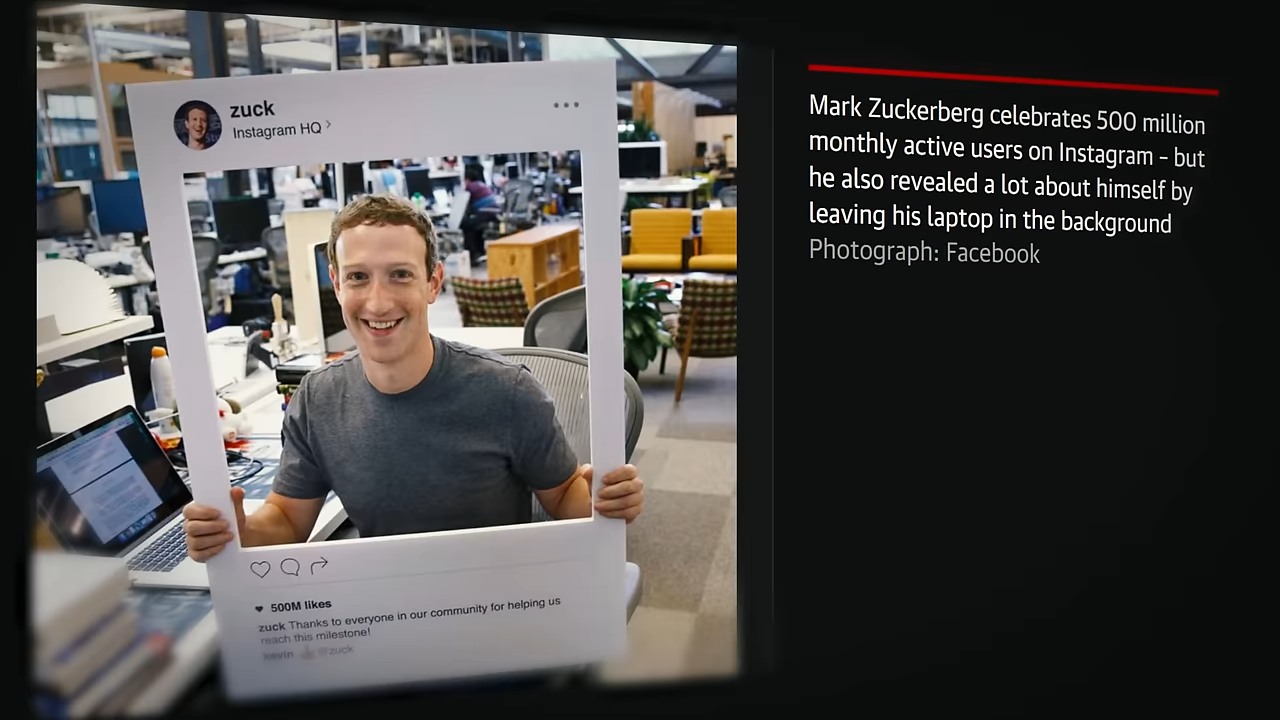 zuck
Instagram HQ
500M likes
zuck Thanks to everyone in our community for helping us
reach this milestone!
kevin @zuck
Mark Zuckerberg celebrates 500 million
monthly active users on Instagram – but
he also revealed a lot about himself by
leaving his laptop in the background
Photograph: Facebook